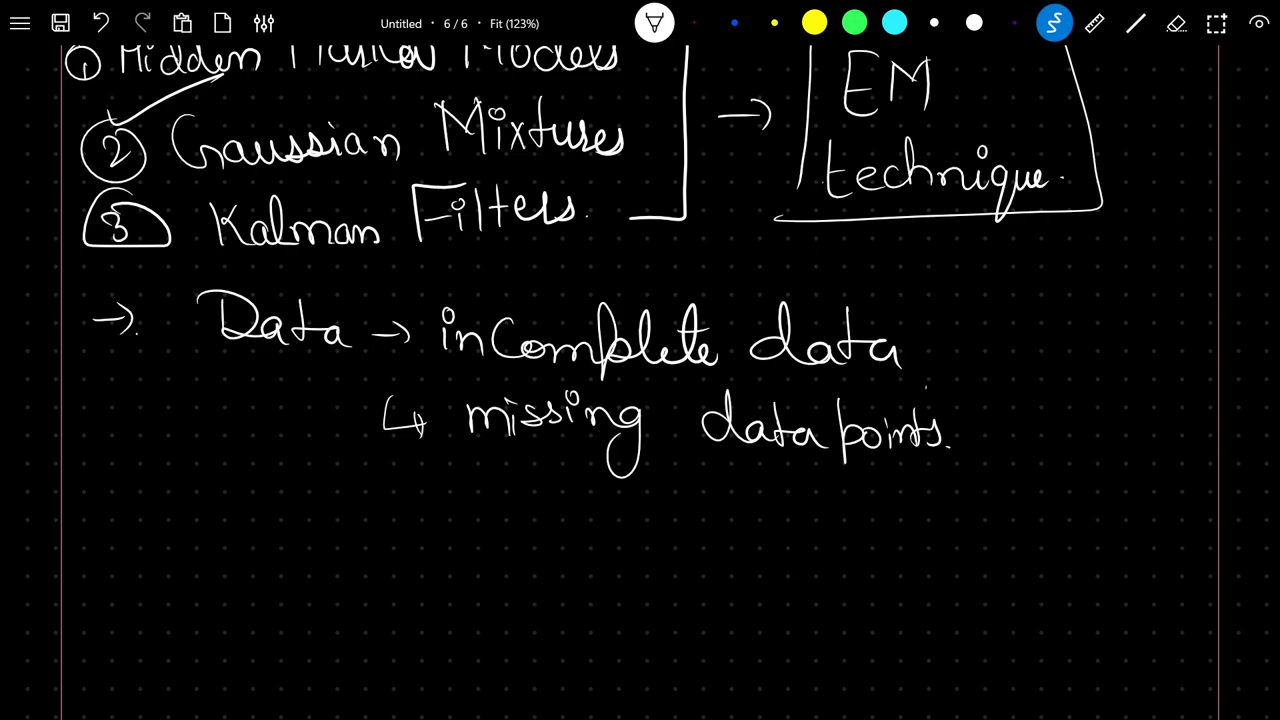 Untitled • 6 / 6 • Fit (123%)
① Hidden Markov Models
② Gaussian Mixtures
3 Kalman Filters.
→ EM
technique.
→ Data → incomplete data
↳ missing data points.